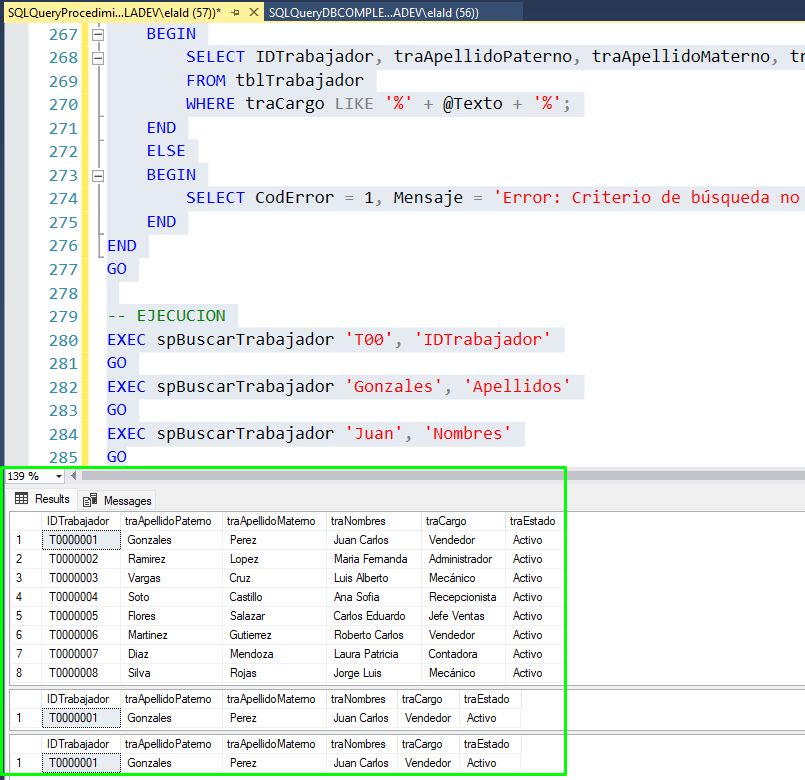 SQLQueryProcedimi...LADEV\elald (57))* SQLQueryDBCOMPLE...ADEV\elald (56))
267 BEGIN
268 SELECT IDTrabajador, traApellidoPaterno, traApellidoMaterno, tr
269 FROM tblTrabajador
270 WHERE traCargo LIKE '%' + @Texto + '%';
271 END
272 ELSE
273 BEGIN
274 SELECT CodError = 1, Mensaje = 'Error: Criterio de búsqueda no
275 END
276 END
277 GO
278
279 -- EJECUCION
280 EXEC spBuscarTrabajador 'T00', 'IDTrabajador'
281 GO
282 EXEC spBuscarTrabajador 'Gonzales', 'Apellidos'
283 GO
284 EXEC spBuscarTrabajador 'Juan', 'Nombres'
285 GO
139 %
Results Messages
IDTrabajador traApellidoPaterno traApellidoMaterno traNombres traCargo traEstado
1 T0000001 Gonzales Perez Juan Carlos Vendedor Activo
2 T0000002 Ramirez Lopez Maria Fernanda Administrador Activo
3 T0000003 Vargas Cruz Luis Alberto Mecánico Activo
4 T0000004 Soto Castillo Ana Sofia Recepcionista Activo
5 T0000005 Flores Salazar Carlos Eduardo Jefe Ventas Activo
6 T0000006 Martinez Gutierrez Roberto Carlos Vendedor Activo
7 T0000007 Diaz Mendoza Laura Patricia Contadora Activo
8 T0000008 Silva Rojas Jorge Luis Mecánico Activo
IDTrabajador traApellidoPaterno traApellidoMaterno traNombres traCargo traEstado
1 T0000001 Gonzales Perez Juan Carlos Vendedor Activo
IDTrabajador traApellidoPaterno traApellidoMaterno traNombres traCargo traEstado
1 T0000001 Gonzales Perez Juan Carlos Vendedor Activo